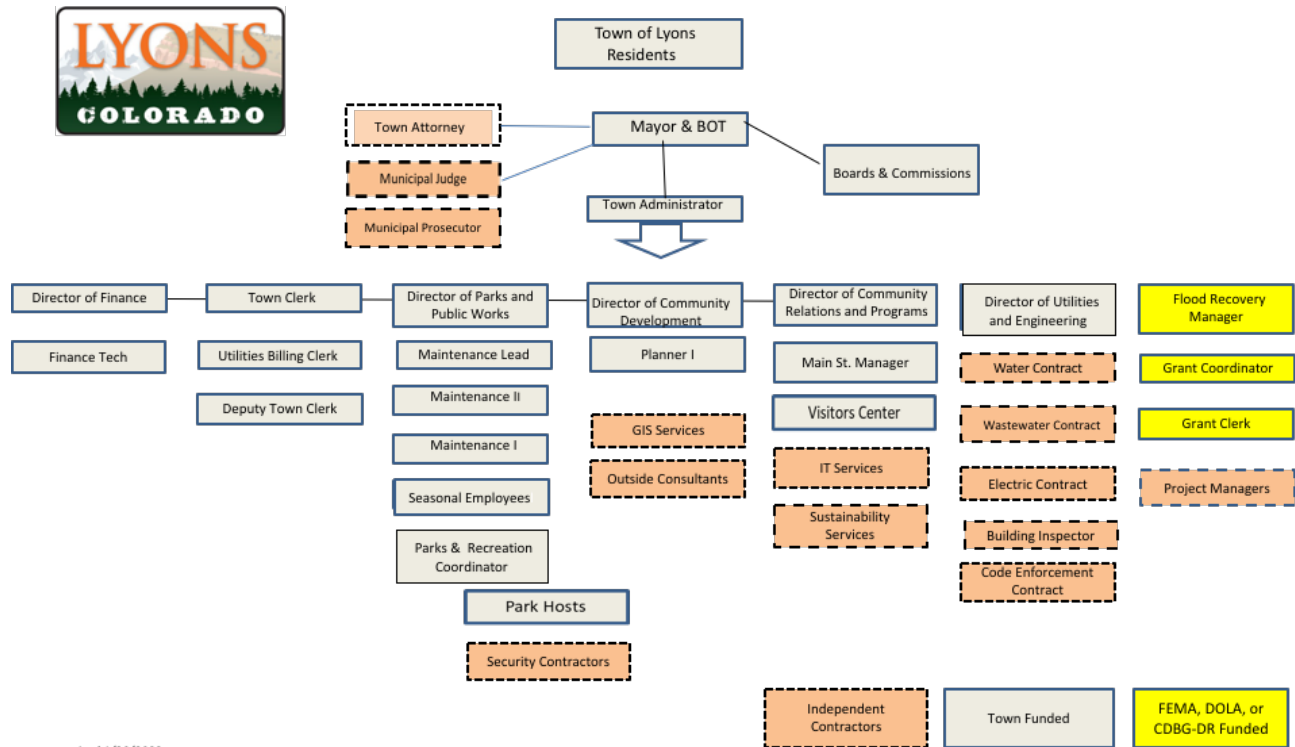 LYONS
COLORADO
Town of Lyons
Residents
Town Attorney
Mayor & BOT
Municipal Judge
Boards & Commissions
Municipal Prosecutor
Town Administrator
Director of Finance
Finance Tech
Town Clerk
Utilities Billing Clerk
Deputy Town Clerk
Director of Parks and
Public Works
Maintenance Lead
Maintenance II
Maintenance I
Seasonal Employees
Parks & Recreation
Coordinator
Park Hosts
Security Contractors
Director of Community
Development
Planner I
GIS Services
Outside Consultants
Director of Community
Relations and Programs
Main St. Manager
Visitors Center
IT Services
Sustainability
Services
Director of Utilities
and Engineering
Water Contract
Wastewater Contract
Electric Contract
Building Inspector
Code Enforcement
Contract
Flood Recovery
Manager
Grant Coordinator
Grant Clerk
Project Managers
Independent
Contractors
Town Funded
FEMA, DOLA, or
CDBG-DR Funded